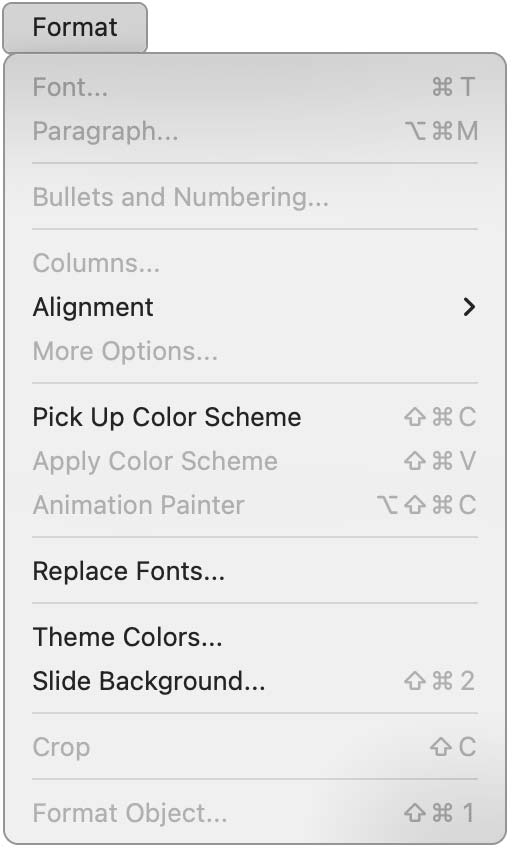 Format
Font... ⌘ T
Paragraph... ⌥ ⌘ M
Bullets and Numbering...
Columns...
Alignment >
More Options...
Pick Up Color Scheme ⇧ ⌘ C
Apply Color Scheme ⇧ ⌘ V
Animation Painter ⌥ ⇧ ⌘ C
Replace Fonts...
Theme Colors...
Slide Background... ⇧ ⌘ 2
Crop ⇧ C
Format Object... ⇧ ⌘ 1